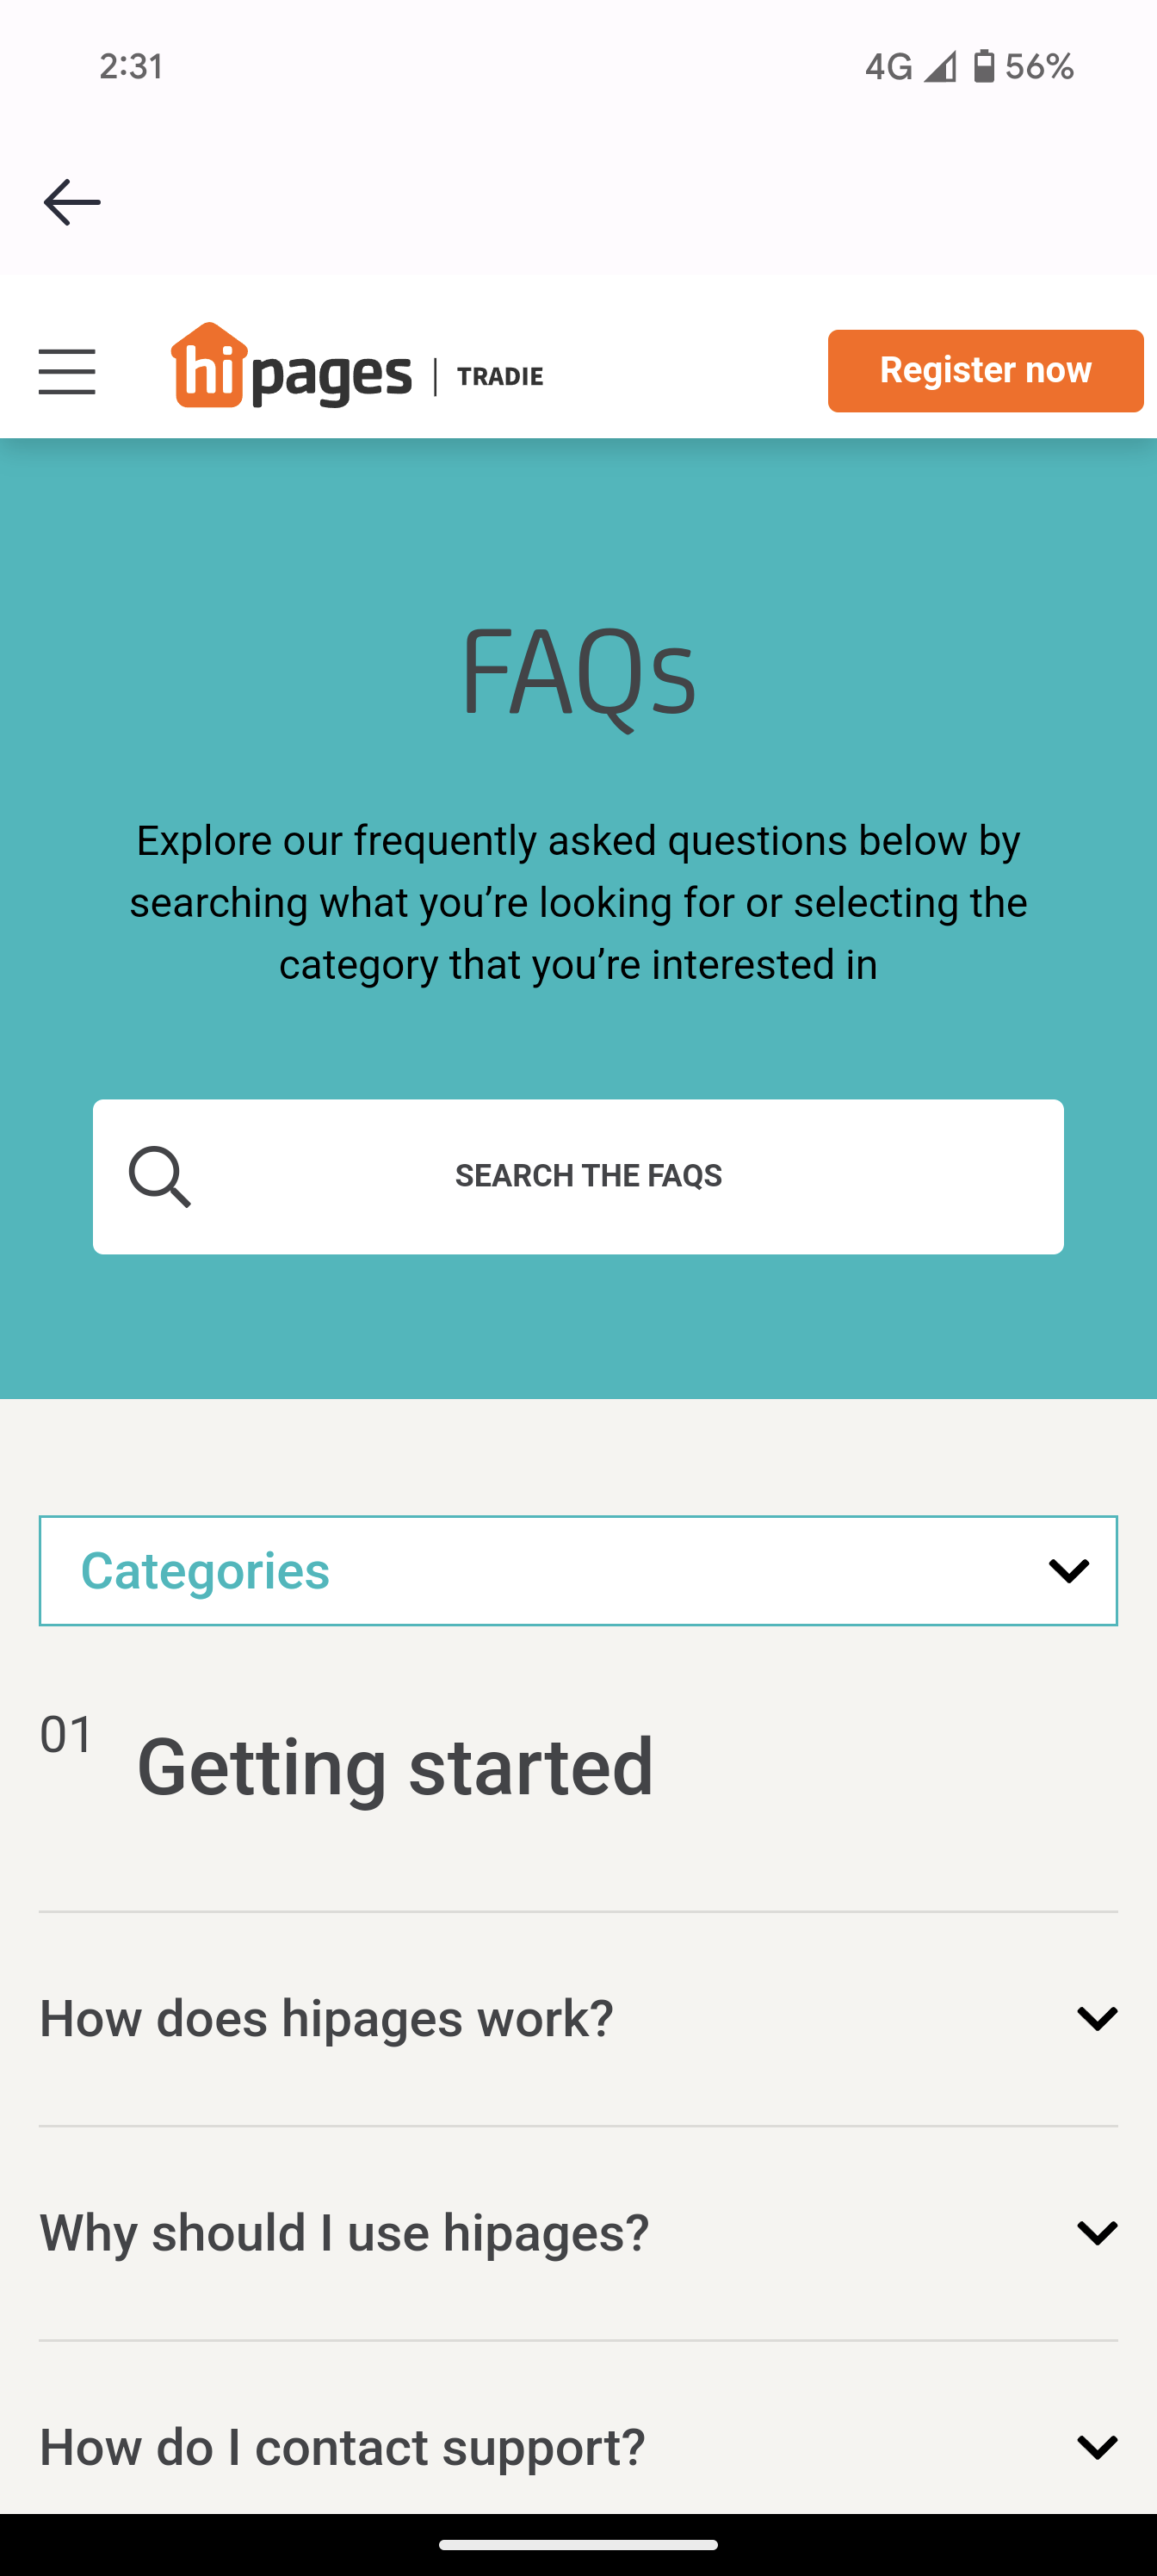 2:31
4G 56%
hipages | TRADIE
Register now
FAQs
Explore our frequently asked questions below by
searching what you’re looking for or selecting the
category that you’re interested in
SEARCH THE FAQS
Categories
01 Getting started
How does hipages work?
Why should I use hipages?
How do I contact support?